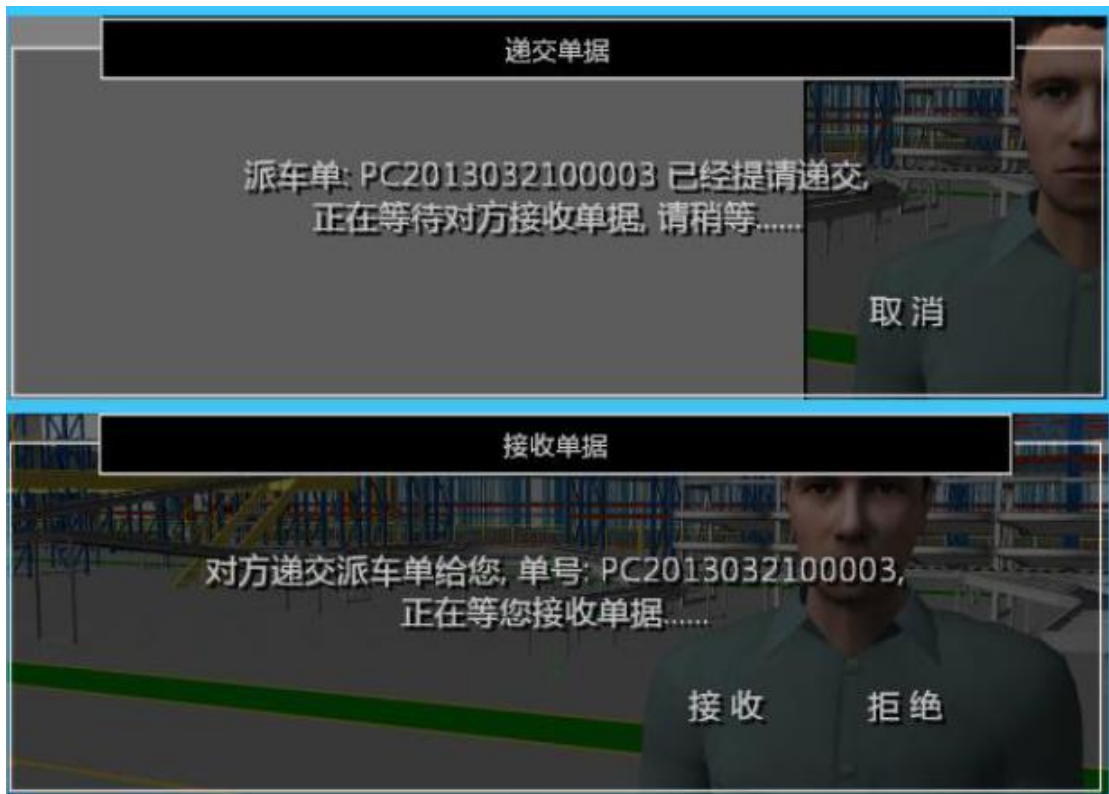 递交单据
派车单: PC2013032100003 已经提请递交,
正在等待对方接收单据, 请稍等......
取 消
接收单据
对方递交派车单给您, 单号: PC2013032100003,
正在等您接收单据......
接 收
拒 绝